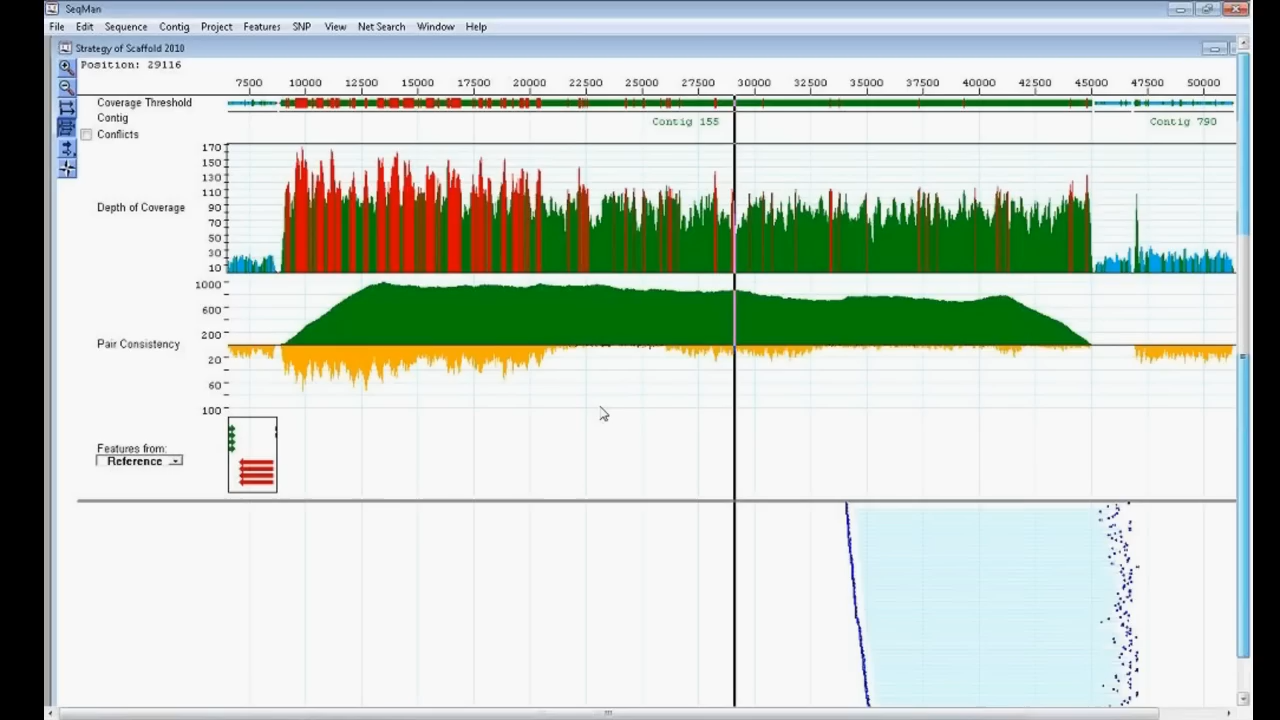 SeqMan
File Edit Sequence Contig Project Features SNP View Net Search Window Help
Strategy of Scaffold 2010
Position: 29116
7500 10000 12500 15000 17500 20000 22500 25000 27500 30000 32500 35000 37500 40000 42500 45000 47500 50000
Coverage Threshold
Contig
Contig 155 Contig 790
Conflicts
170
150
130
110
Depth of Coverage 90
70
50
30
10
1000
600
200
Pair Consistency
20
60
100
Features from:
Reference